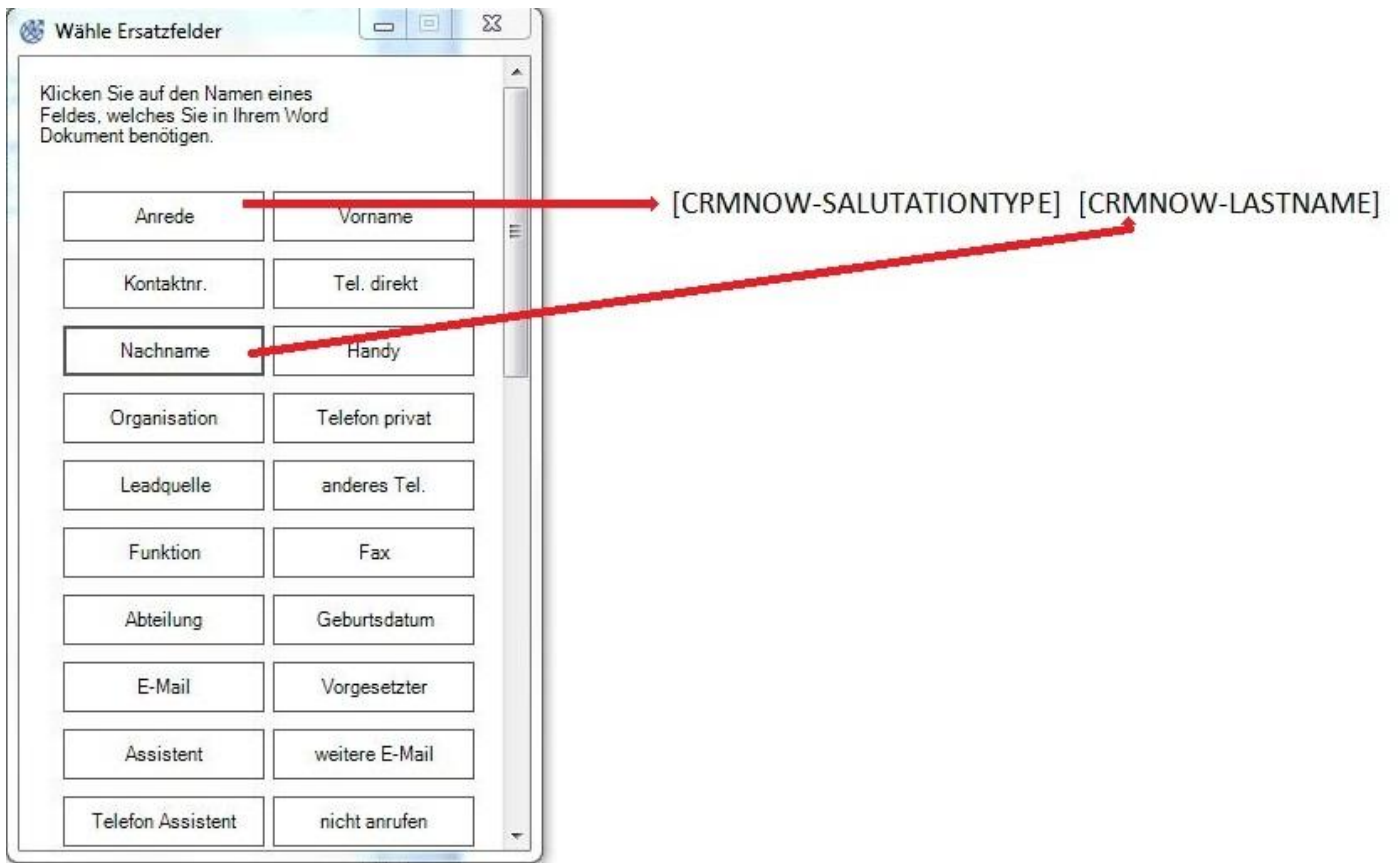 Wähle Ersatzfelder
Klicken Sie auf den Namen eines
Feldes, welches Sie in Ihrem Word
Dokument benötigen.
Anrede Vorname
[CRMNOW-SALUTATIONTYPE] [CRMNOW-LASTNAME]
Kontaktnr. Tel. direkt
Nachname Handy
Organisation Telefon privat
Leadquelle anderes Tel.
Funktion Fax
Abteilung Geburtsdatum
E-Mail Vorgesetzter
Assistent weitere E-Mail
Telefon Assistent nicht anrufen